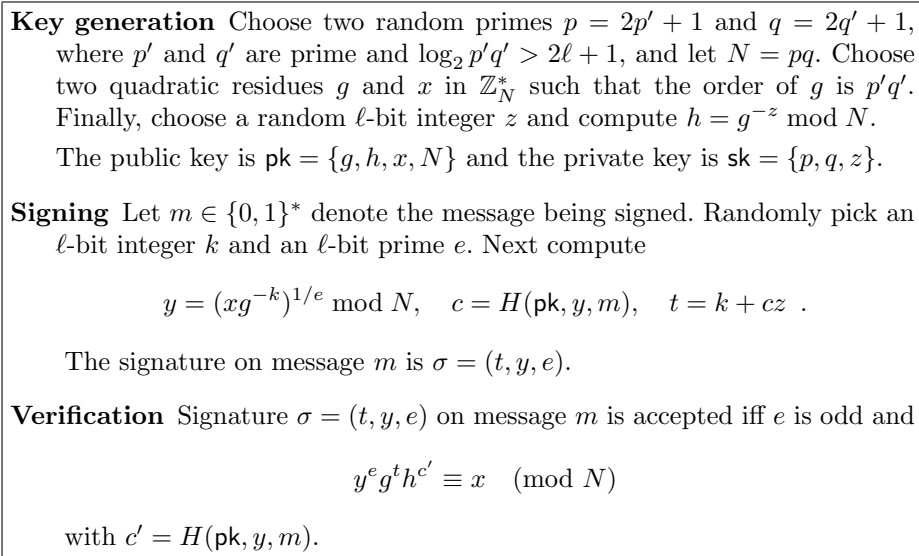 Key generation Choose two random primes p = 2p′ + 1 and q = 2q′ + 1,
where p′ and q′ are prime and log₂ p′q′ > 2ℓ + 1, and let N = pq. Choose
two quadratic residues g and x in ℤ*_N such that the order of g is p′q′.
Finally, choose a random ℓ-bit integer z and compute h = g^{−z} mod N.
The public key is pk = {g, h, x, N} and the private key is sk = {p, q, z}.
Signing Let m ∈ {0, 1}* denote the message being signed. Randomly pick an
ℓ-bit integer k and an ℓ-bit prime e. Next compute
y = (xg^{−k})^{1/e} mod N, c = H(pk, y, m), t = k + cz .
The signature on message m is σ = (t, y, e).
Verification Signature σ = (t, y, e) on message m is accepted iff e is odd and
y^e g^t h^{c′} ≡ x (mod N)
with c′ = H(pk, y, m).